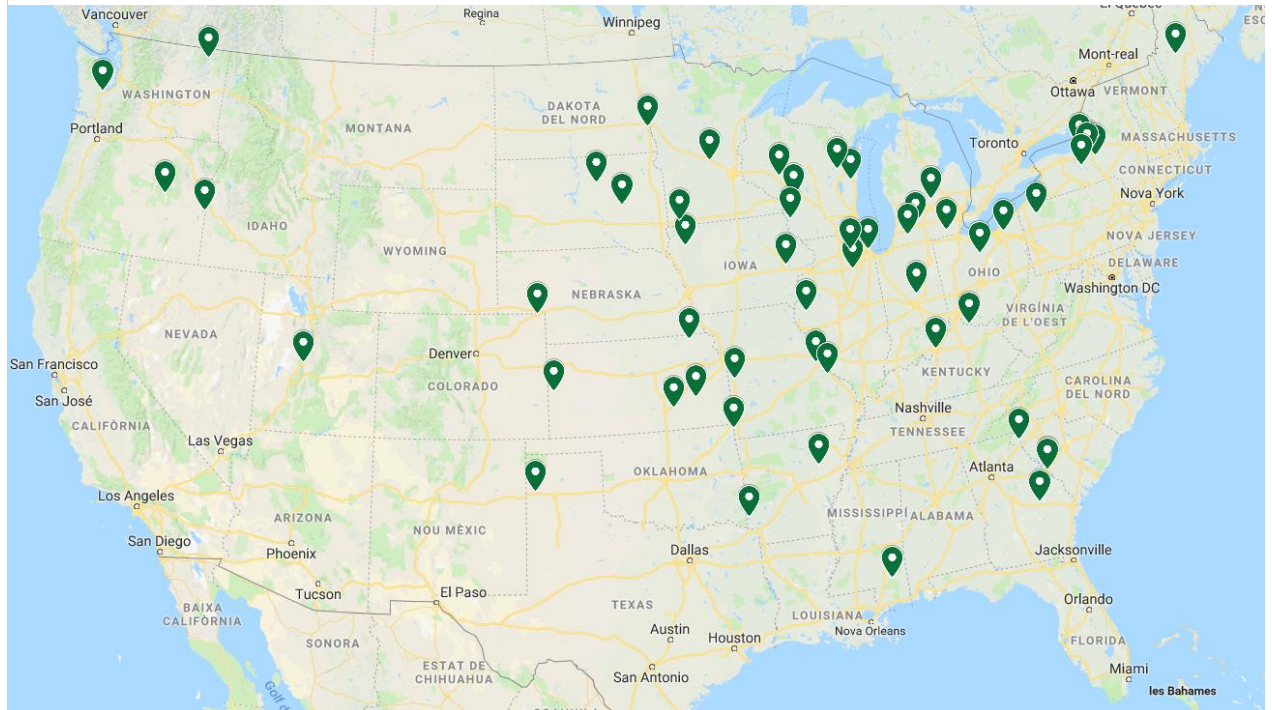 El Quebec
Vancouver
Regina
Winnipeg
Mont-real
Ottawa
VERMONT
WASHINGTON
DAKOTA
DEL NORD
Portland
MONTANA
Toronto
MASSACHUSETTS
CONNECTICUT
Nova York
IDAHO
WYOMING
NOVA JERSEY
IOWA
OHIO
DELAWARE
Washington DC
NEBRASKA
VIRGÍNIA
DE L'OEST
NEVADA
San Francisco
Denver
San José
COLORADO
KENTUCKY
CAROLINA
DEL NORD
CALIFÒRNIA
Las Vegas
Nashville
TENNESSEE
Los Angeles
OKLAHOMA
Atlanta
ARIZONA
NOU MÈXIC
MISSISSIPPÍ
ALABAMA
San Diego
Phoenix
Dallas
Jacksonville
Tucson
El Paso
BAIXA
CALIFÒRNIA
TEXAS
LOUISIANA
Orlando
SONORA
Austin
Houston
Nova Orleans
FLORIDA
ESTAT DE
CHIHUAHUA
San Antonio
Miami
les Bahames
Golf d